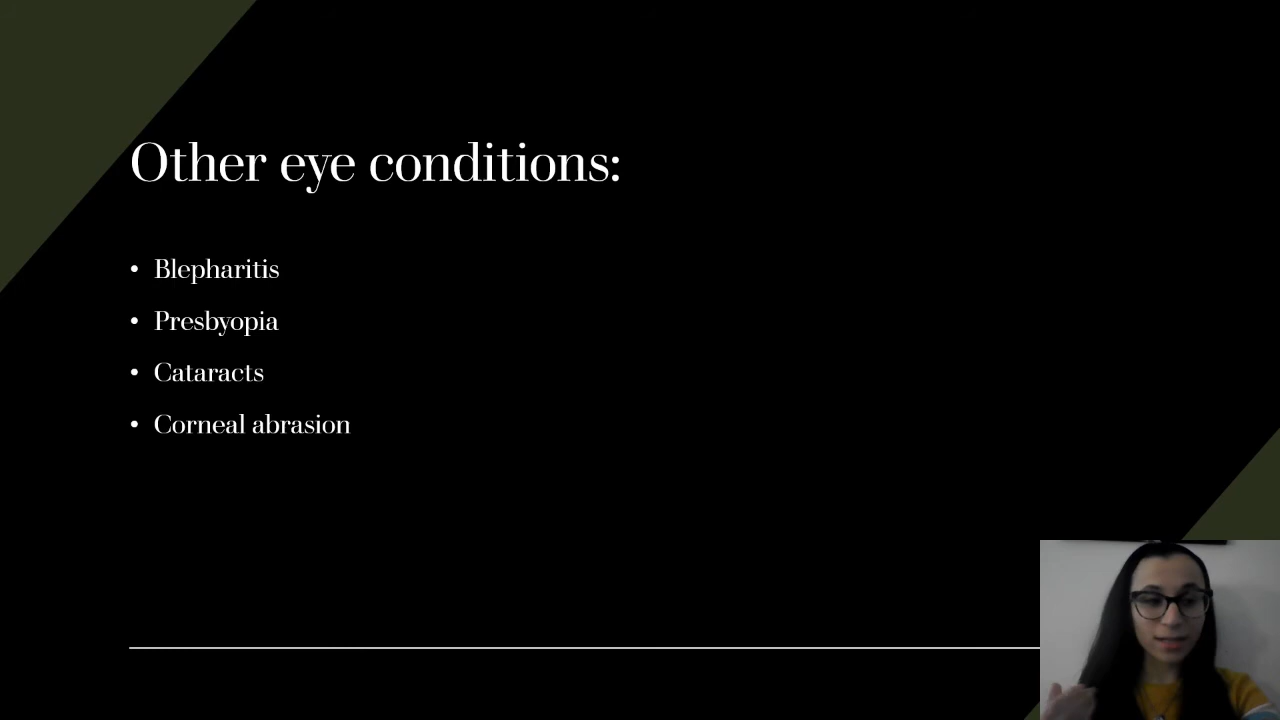 Other eye conditions:
• Blepharitis
• Presbyopia
• Cataracts
• Corneal abrasion